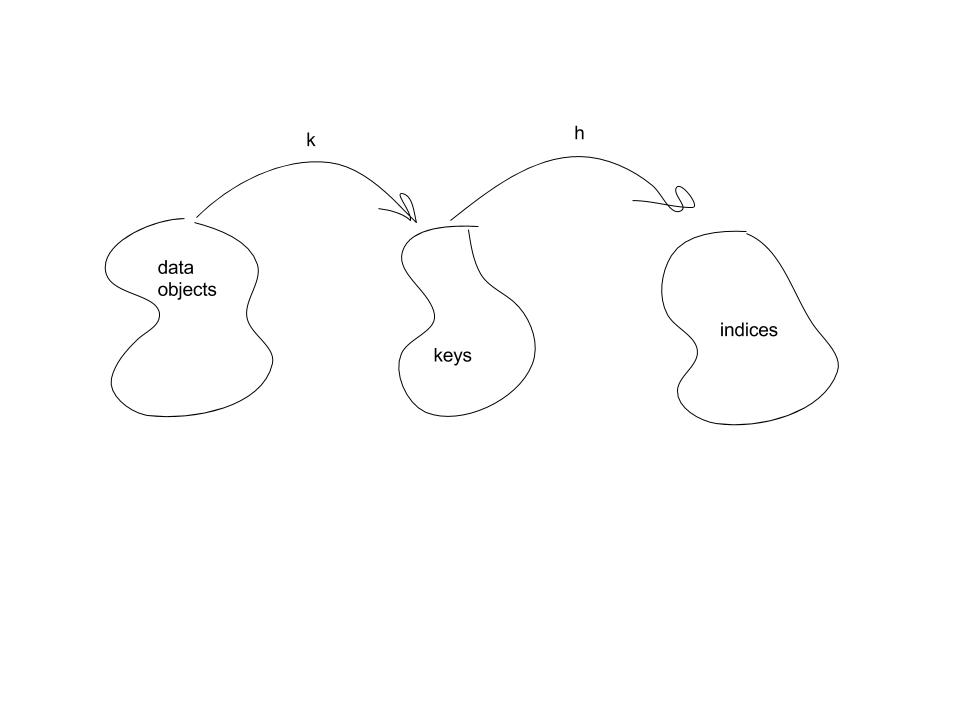 k
h
data
objects
keys
indices